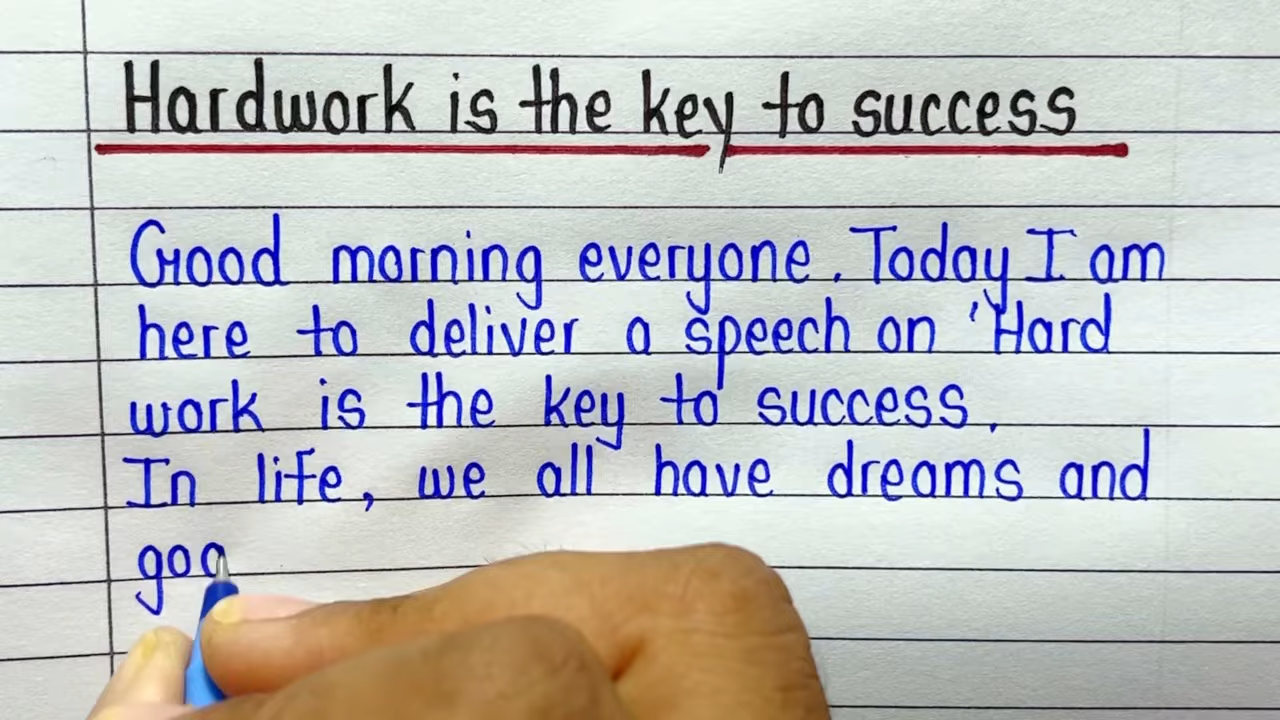 Hardwork is the key to success
Good morning everyone. Today I am
here to deliver a speech on 'Hard
work is the key to success.
In life, we all have dreams and
goa